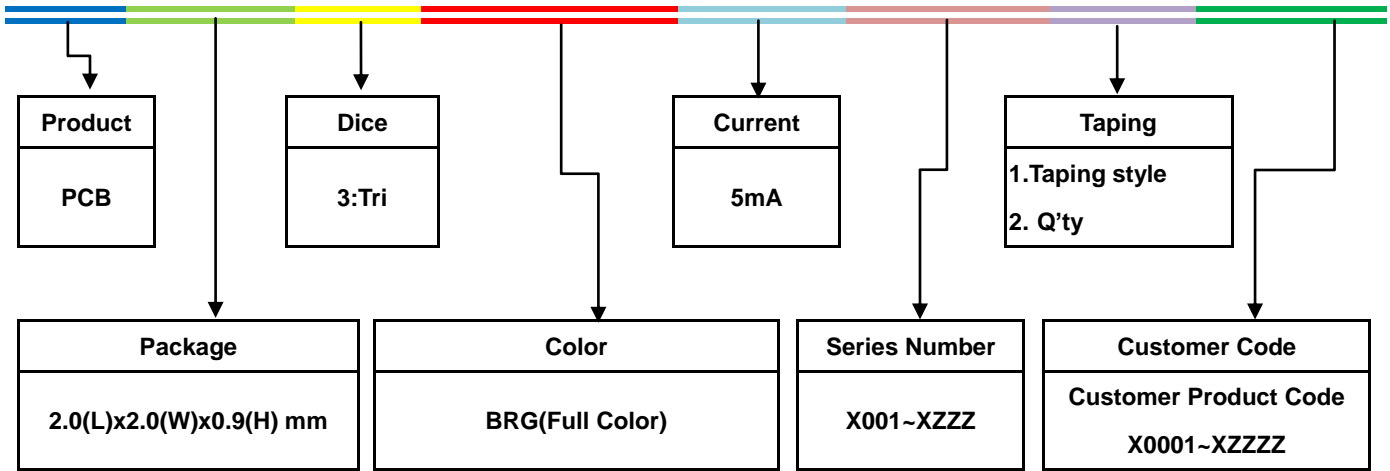 Product
PCB
Dice
3:Tri
Current
5mA
Taping
1.Taping style
2. Q’ty
Package
2.0(L)x2.0(W)x0.9(H) mm
Color
BRG(Full Color)
Series Number
X001~XZZZ
Customer Code
Customer Product Code
X0001~XZZZZ